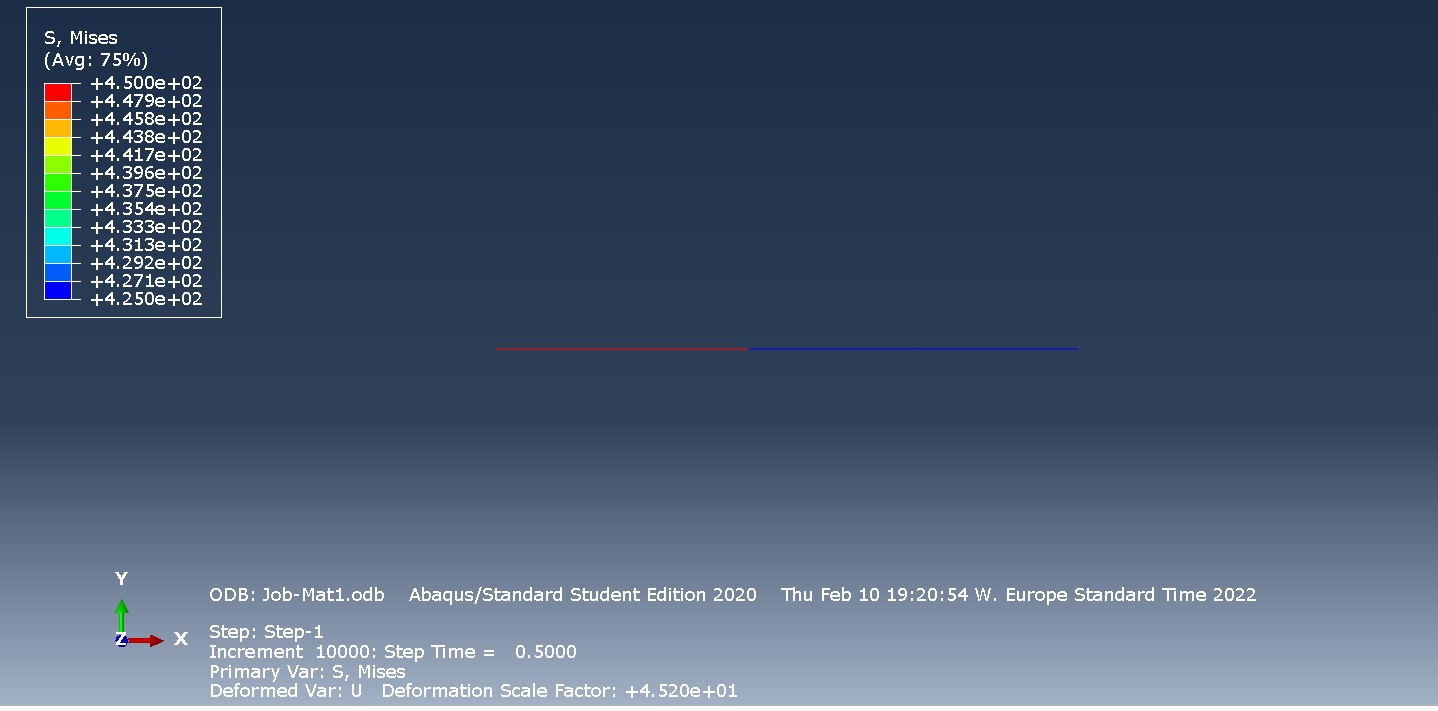 S, Mises
(Avg: 75%)
+4.500e+02
+4.479e+02
+4.458e+02
+4.438e+02
+4.417e+02
+4.396e+02
+4.375e+02
+4.354e+02
+4.333e+02
+4.313e+02
+4.292e+02
+4.271e+02
+4.250e+02
Y
Z
X
ODB: Job-Mat1.odb Abaqus/Standard Student Edition 2020 Thu Feb 10 19:20:54 W. Europe Standard Time 2022
Step: Step-1
Increment 10000: Step Time = 0.5000
Primary Var: S, Mises
Deformed Var: U Deformation Scale Factor: +4.520e+01